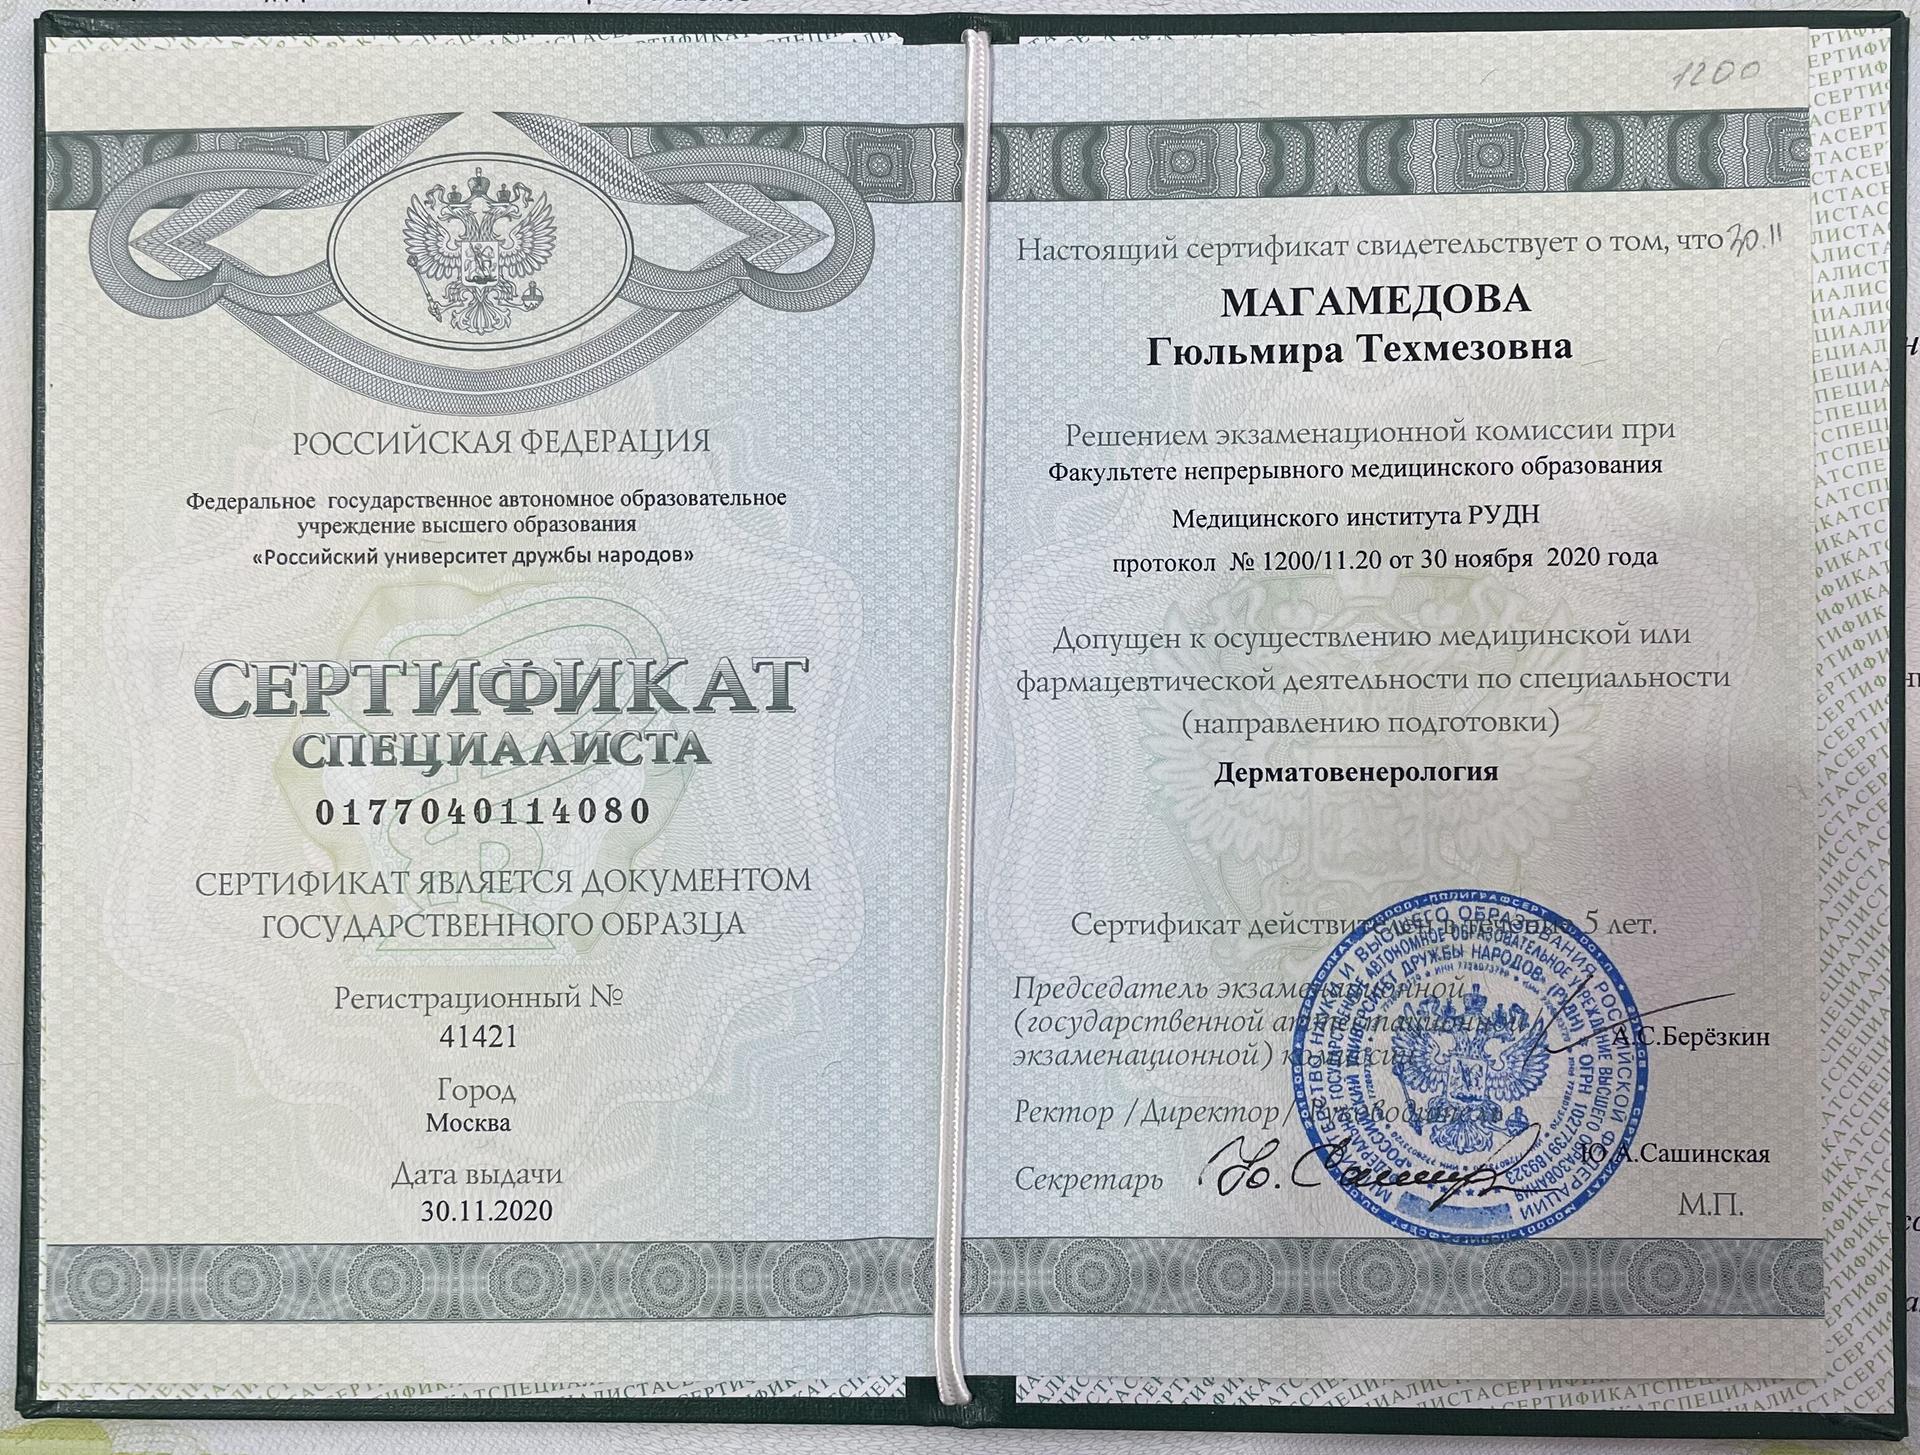 РОССИЙСКАЯ ФЕДЕРАЦИЯ
Федеральное государственное автономное образовательное
учреждение высшего образования
«Российский университет дружбы народов»
СЕРТИФИКАТ
СПЕЦИАЛИСТА
0177040114080
СЕРТИФИКАТ ЯВЛЯЕТСЯ ДОКУМЕНТОМ
ГОСУДАРСТВЕННОГО ОБРАЗЦА
Регистрационный №
41421
Город
Москва
Дата выдачи
30.11.2020
1200
Настоящий сертификат свидетельствует о том, что 30.11
МАГАМЕДОВА
Гюльмира Техмезовна
Решением экзаменационной комиссии при
Факультете непрерывного медицинского образования
Медицинского института РУДН
протокол № 1200/11.20 от 30 ноября 2020 года
Допущен к осуществлению медицинской или
фармацевтической деятельности по специальности
(направлению подготовки)
Дерматовенерология
Сертификат действителен в течение 5 лет.
Председатель экзаменационной
(государственной аттестационной
экзаменационной) комиссии
А.С.Берёзкин
Ректор /Директор/ Руководитель
Ю.А.Сашинская
Секретарь
М.П.